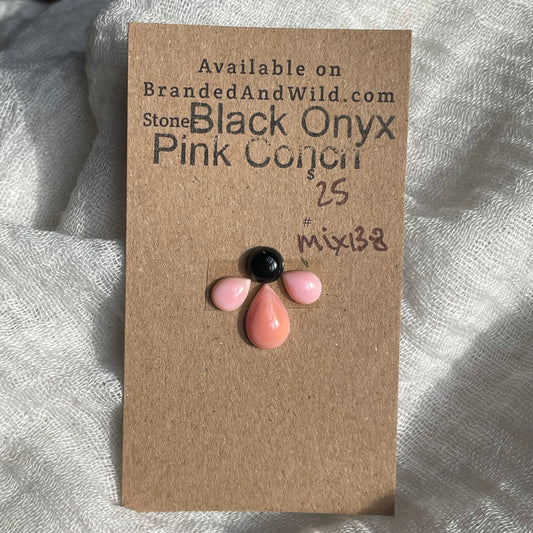 Available on
BrandedAndWild.com
Stone- Black Onyx
Pink Conch
$
25
#
mix138